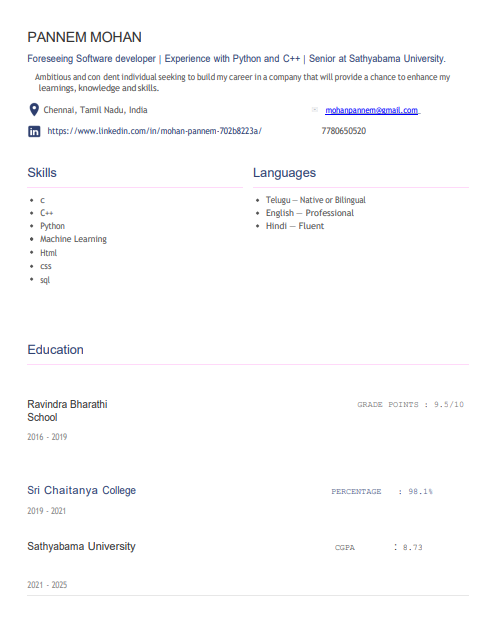 PANNEM MOHAN
Foreseeing Software developer | Experience with Python and C++ | Senior at Sathyabama University.
Ambitious and con dent individual seeking to build my career in a company that will provide a chance to enhance my
learnings, knowledge and skills.
Chennai, Tamil Nadu, India
mohanpannem@gmail.com
https://www.linkedin.com/in/mohan-pannem-702b8223a/
7780650520
Skills
• c
• C++
• Python
• Machine Learning
• Html
• css
• sql
Languages
• Telugu — Native or Bilingual
• English — Professional
• Hindi — Fluent
Education
Ravindra Bharathi
School
GRADE POINTS : 9.5/10
2016 - 2019
Sri Chaitanya College
PERCENTAGE : 98.1%
2019 - 2021
Sathyabama University
CGPA : 8.73
2021 - 2025